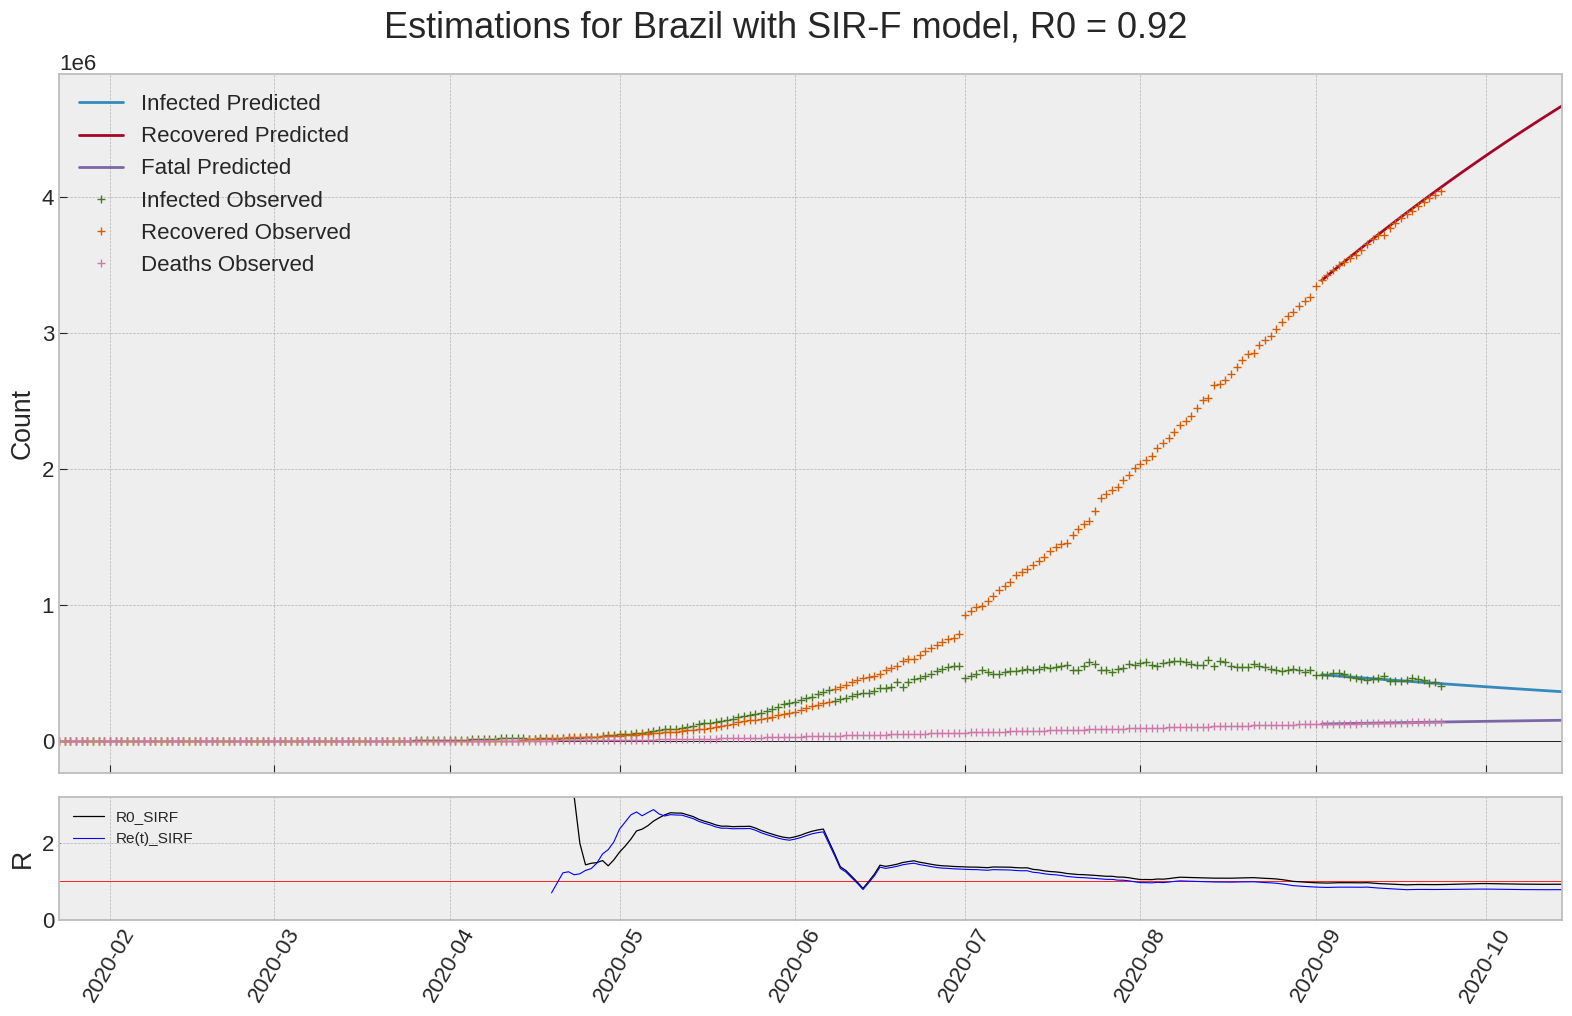 Estimations for Brazil with SIR-F model, R0 = 0.92
1e6
Infected Predicted
Recovered Predicted
Fatal Predicted
Infected Observed
Recovered Observed
Deaths Observed
4
3
2
1
0
Count
R0_SIRF
Re(t)_SIRF
2
0
R
2020-02
2020-03
2020-04
2020-05
2020-06
2020-07
2020-08
2020-09
2020-10